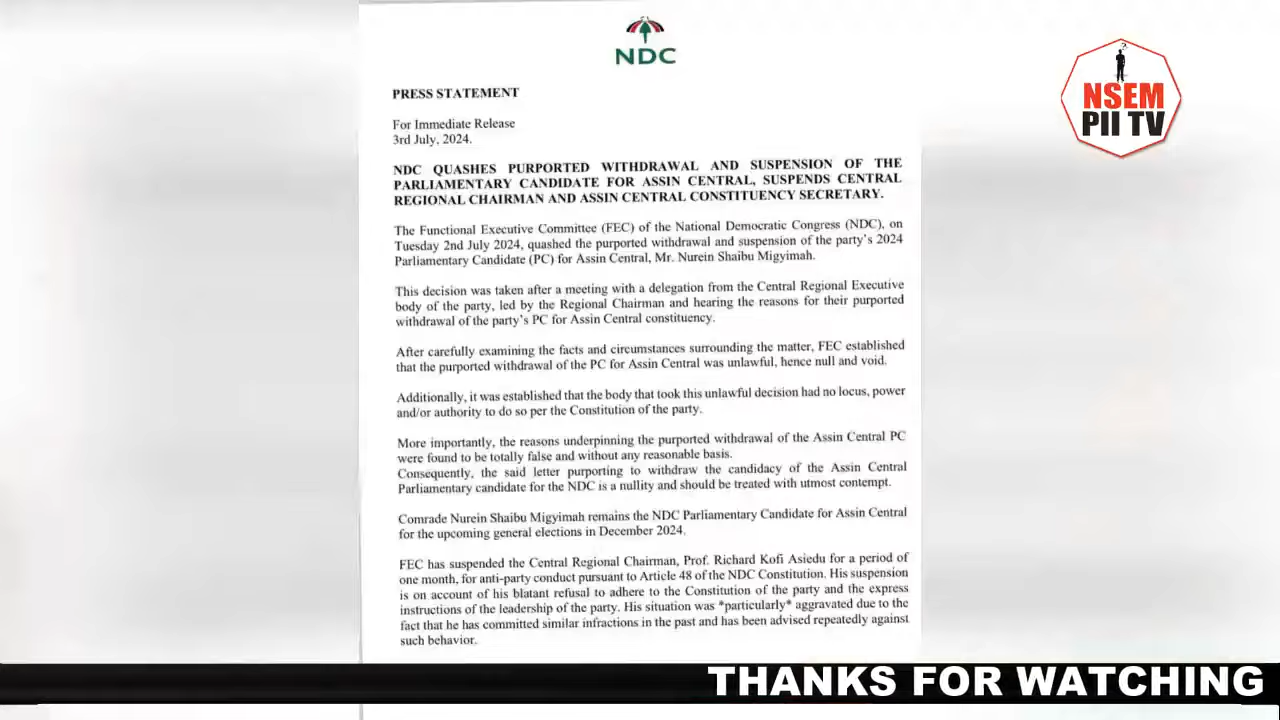 NDC
NSEM
PII TV
PRESS STATEMENT
For Immediate Release
3rd July, 2024.
NDC QUASHES PURPORTED WITHDRAWAL AND SUSPENSION OF THE
PARLIAMENTARY CANDIDATE FOR ASSIN CENTRAL, SUSPENDS CENTRAL
REGIONAL CHAIRMAN AND ASSIN CENTRAL CONSTITUENCY SECRETARY.
The Functional Executive Committee (FEC) of the National Democratic Congress (NDC), on
Tuesday 2nd July 2024, quashed the purported withdrawal and suspension of the party's 2024
Parliamentary Candidate (PC) for Assin Central, Mr. Nurein Shaibu Migyimah.
This decision was taken after a meeting with a delegation from the Central Regional Executive
body of the party, led by the Regional Chairman and hearing the reasons for their purported
withdrawal of the party's PC for Assin Central constituency.
After carefully examining the facts and circumstances surrounding the matter, FEC established
that the purported withdrawal of the PC for Assin Central was unlawful, hence null and void.
Additionally, it was established that the body that took this unlawful decision had no locus, power
and/or authority to do so per the Constitution of the party.
More importantly, the reasons underpinning the purported withdrawal of the Assin Central PC
were found to be totally false and without any reasonable basis.
Consequently, the said letter purporting to withdraw the candidacy of the Assin Central
Parliamentary candidate for the NDC is a nullity and should be treated with utmost contempt.
Comrade Nurein Shaibu Migyimah remains the NDC Parliamentary Candidate for Assin Central
for the upcoming general elections in December 2024.
FEC has suspended the Central Regional Chairman, Prof. Richard Kofi Asiedu for a period of
one month, for anti-party conduct pursuant to Article 48 of the NDC Constitution. His suspension
is on account of his blatant refusal to adhere to the Constitution of the party and the express
instructions of the leadership of the party. His situation was *particularly* aggravated due to the
fact that he has committed similar infractions in the past and has been advised repeatedly against
such behavior.
THANKS FOR WATCHING